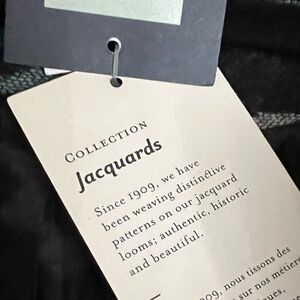 COLLECTION
Jacquards
Since 1909, we have
been weaving distinctive
patterns on our jacquard
looms; authentic, historic
and beautiful.
909, nous tissons des
sur nos métiers